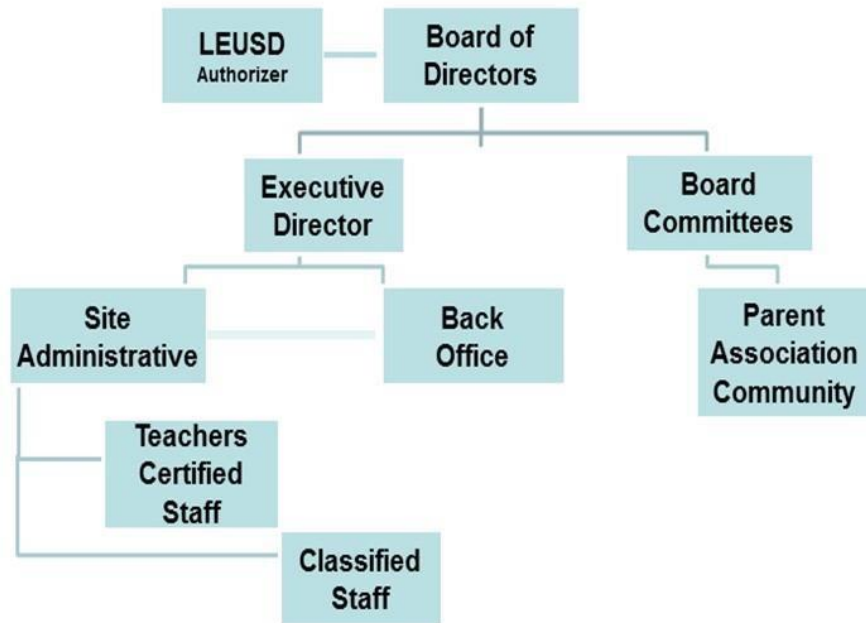 LEUSD
Authorizer
Board of
Directors
Executive
Director
Board
Committees
Site
Administrative
Back
Office
Parent
Association
Community
Teachers
Certified
Staff
Classified
Staff